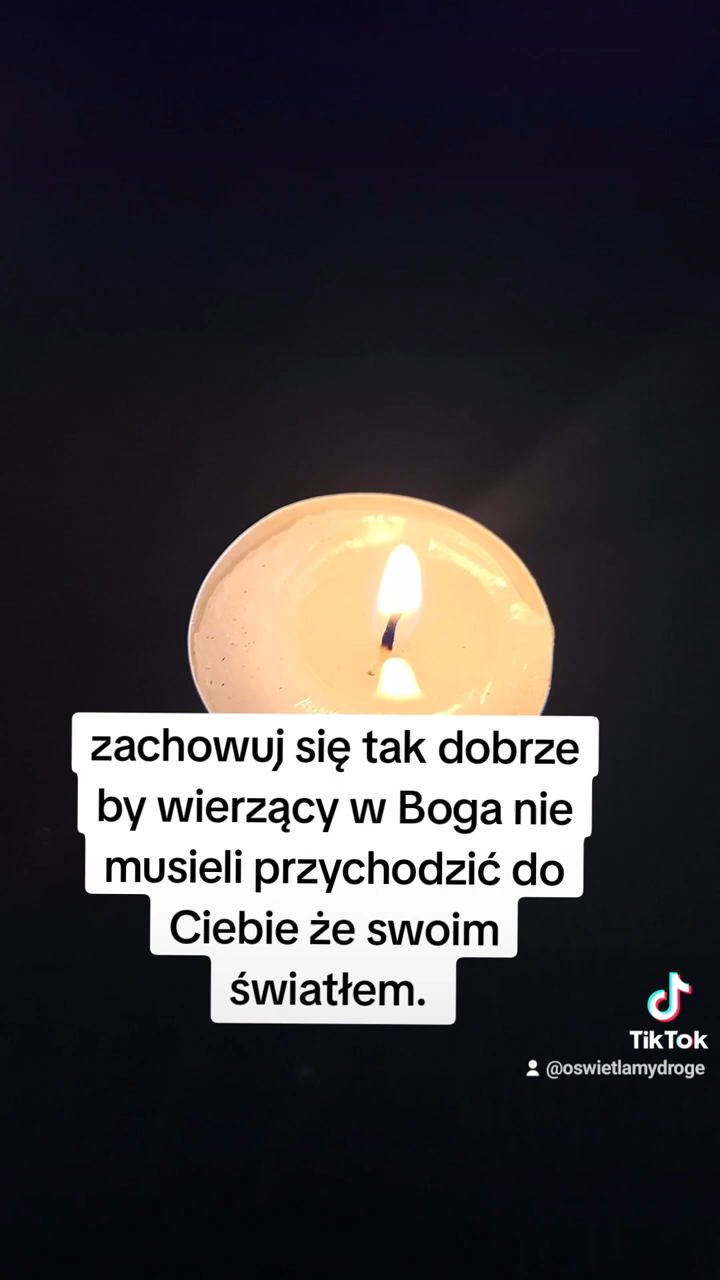 zachowuj się tak dobrze
by wierzący w Boga nie
musieli przychodzić do
Ciebie że swoim
światłem.
TikTok
@oswietlamydroge